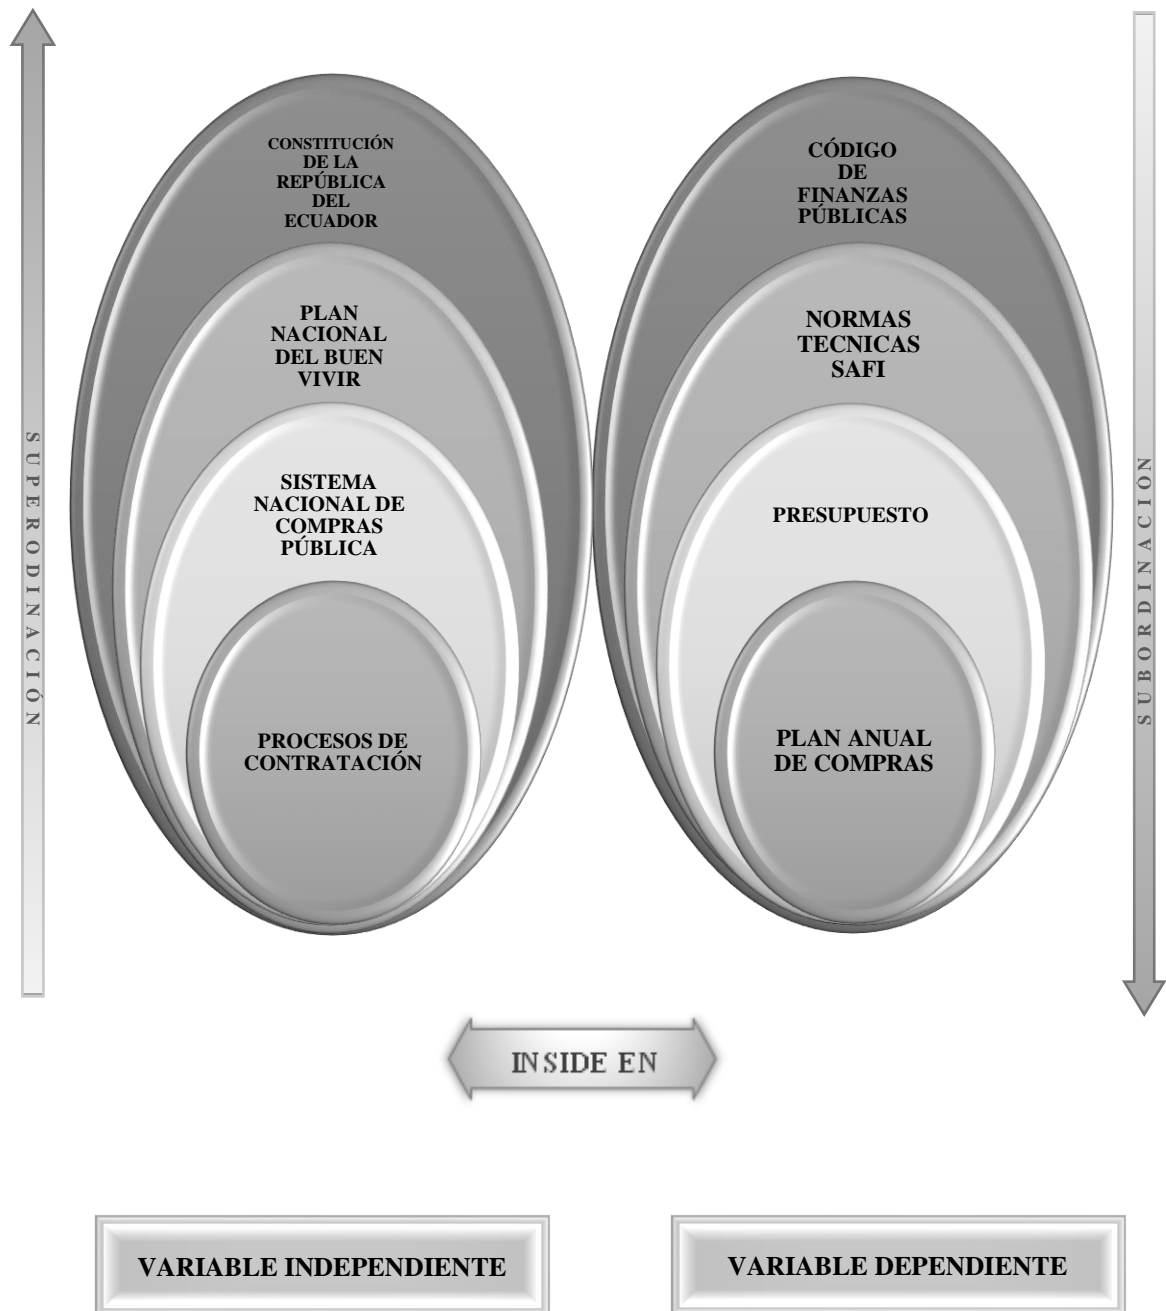 SUPERODINACIÓN
CONSTITUCIÓN
DE LA
REPÚBLICA
DEL
ECUADOR
PLAN
NACIONAL
DEL BUEN
VIVIR
SISTEMA
NACIONAL DE
COMPRAS
PÚBLICA
PROCESOS DE
CONTRATACIÓN
CÓDIGO
DE
FINANZAS
PÚBLICAS
NORMAS
TECNICAS
SAFI
PRESUPUESTO
PLAN ANUAL
DE COMPRAS
SUBORDINACIÓN
INSIDE EN
VARIABLE INDEPENDIENTE
VARIABLE DEPENDIENTE